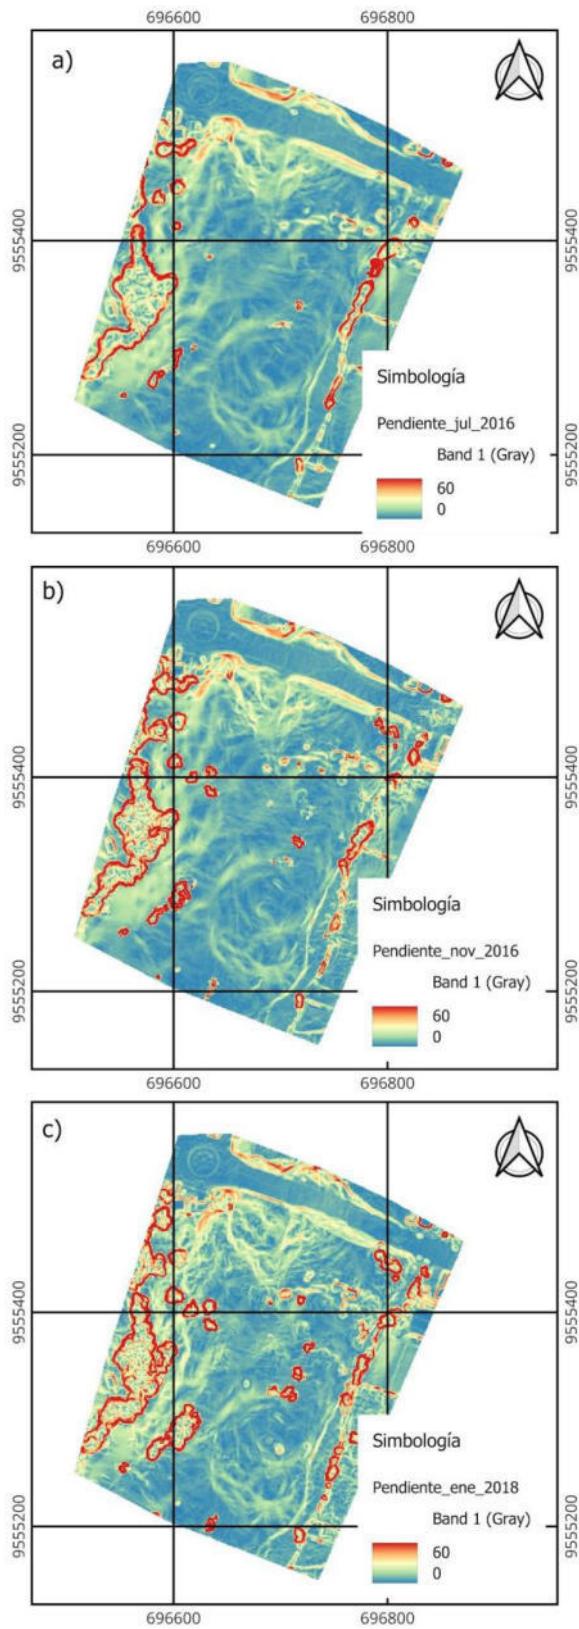 696600 696800
a)
9555400 9555400
Simbología
Pendiente_jul_2016
Band 1 (Gray)
9555200 9555200
60
0
696600 696800
b)
9555400 9555400
Simbología
Pendiente_nov_2016
Band 1 (Gray)
9555200 9555200
60
0
696600 696800
c)
9555400 9555400
Simbología
Pendiente_ene_2018
Band 1 (Gray)
9555200 9555200
60
0
696600 696800